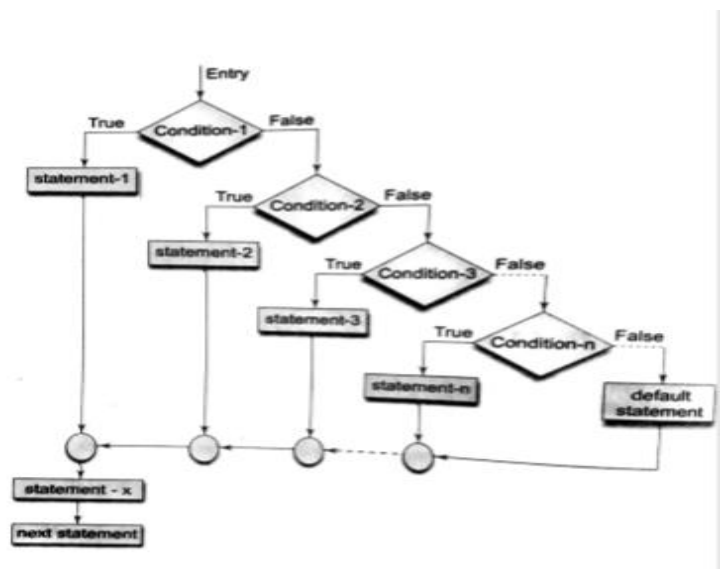 Entry
True
Condition-1
False
statement-1
True
Condition-2
False
statement-2
True
Condition-3
False
statement-3
True
Condition-n
False
statement-n
default
statement
statement - x
next statement